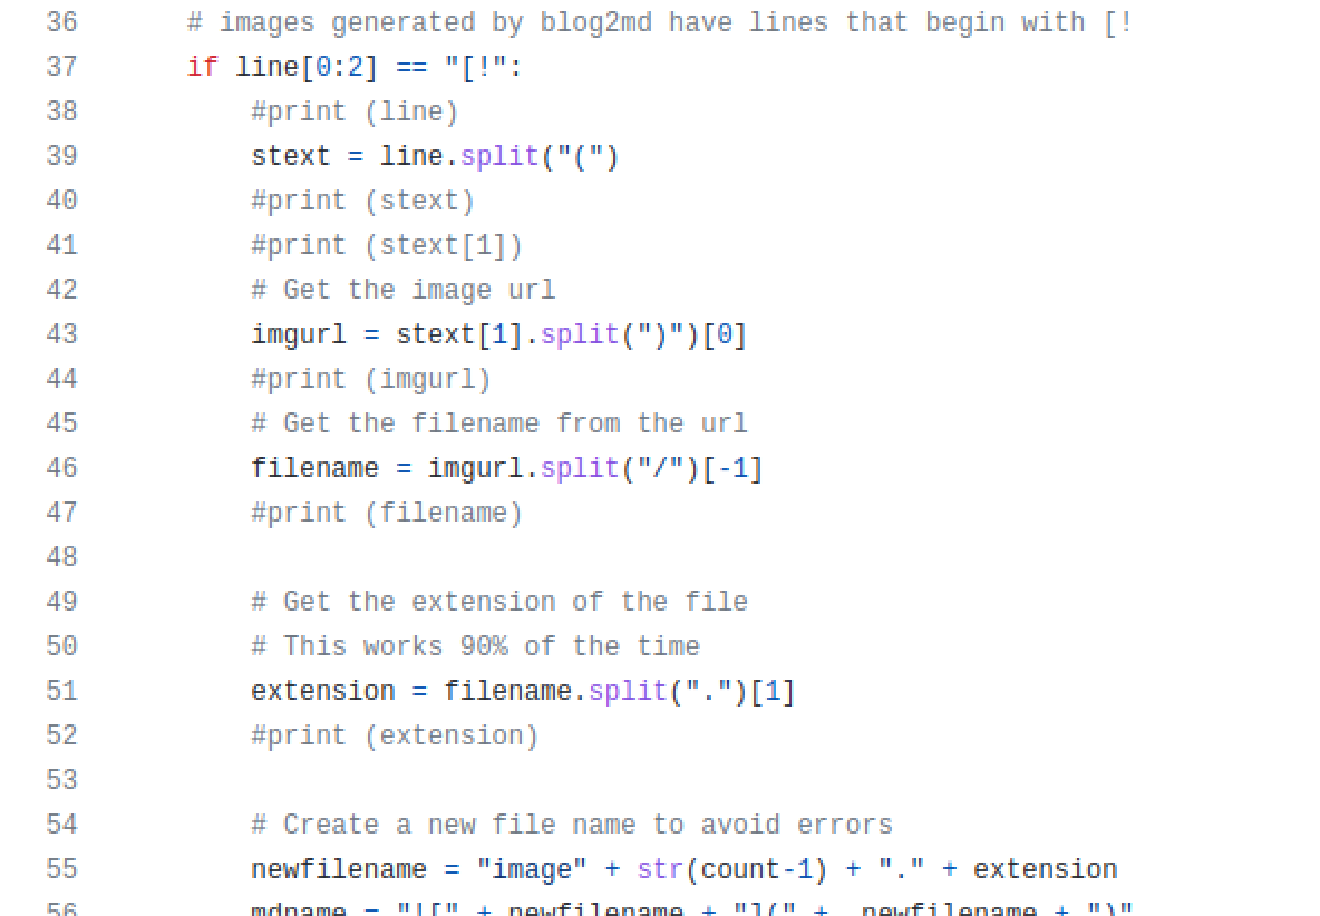 36 # images generated by blog2md have lines that begin with [!
37 if line[0:2] == "[!":
38 #print (line)
39 stext = line.split("(")
40 #print (stext)
41 #print (stext[1])
42 # Get the image url
43 imgurl = stext[1].split(")")[0]
44 #print (imgurl)
45 # Get the filename from the url
46 filename = imgurl.split("/")[-1]
47 #print (filename)
48
49 # Get the extension of the file
50 # This works 90% of the time
51 extension = filename.split(".")[1]
52 #print (extension)
53
54 # Create a new file name to avoid errors
55 newfilename = "image" + str(count-1) + "." + extension
56 mdname = "![" + newfilename + "](" +  newfilename + ")"